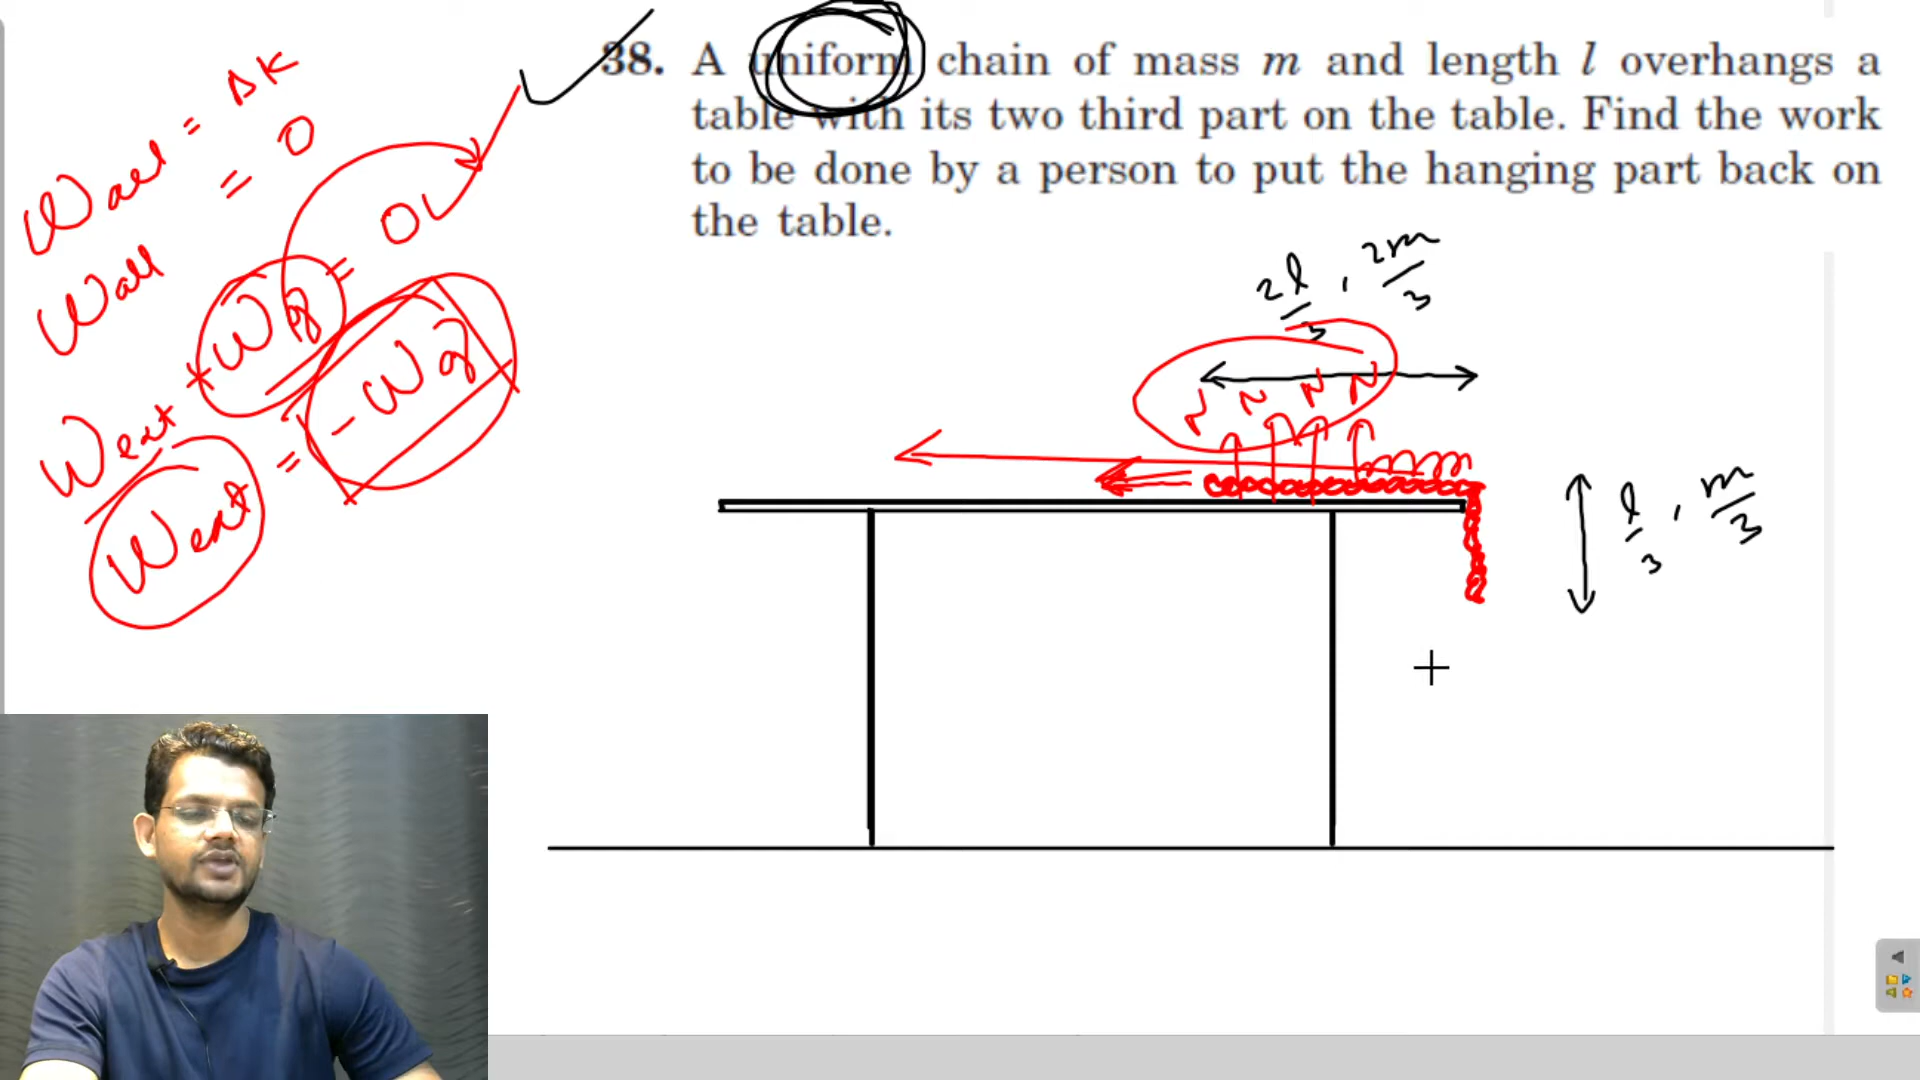 38. A uniform chain of mass m and length l overhangs a
table with its two third part on the table. Find the work
to be done by a person to put the hanging part back on
the table.
Wall = ΔK
Wall = 0
Wg = 0
Wext
Wext = -Wg
2l/3, 2m/3
N N N N
l/3, m/3